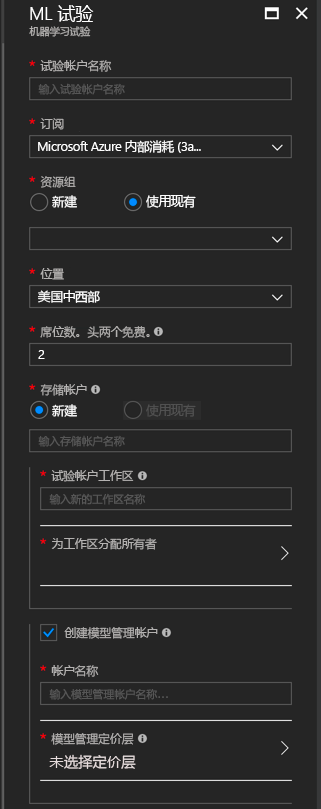 ML 试验
机器学习试验
* 试验帐户名称
输入试验帐户名称
* 订阅
Microsoft Azure 内部消耗 (3a...
* 资源组
新建 使用现有
* 位置
美国中西部
* 席位数。头两个免费。
2
* 存储帐户
新建 使用现有
输入存储帐户名称
* 试验帐户工作区
输入新的工作区名称
* 为工作区分配所有者
创建模型管理帐户
* 帐户名称
输入模型管理帐户名称...
* 模型管理定价层
未选择定价层